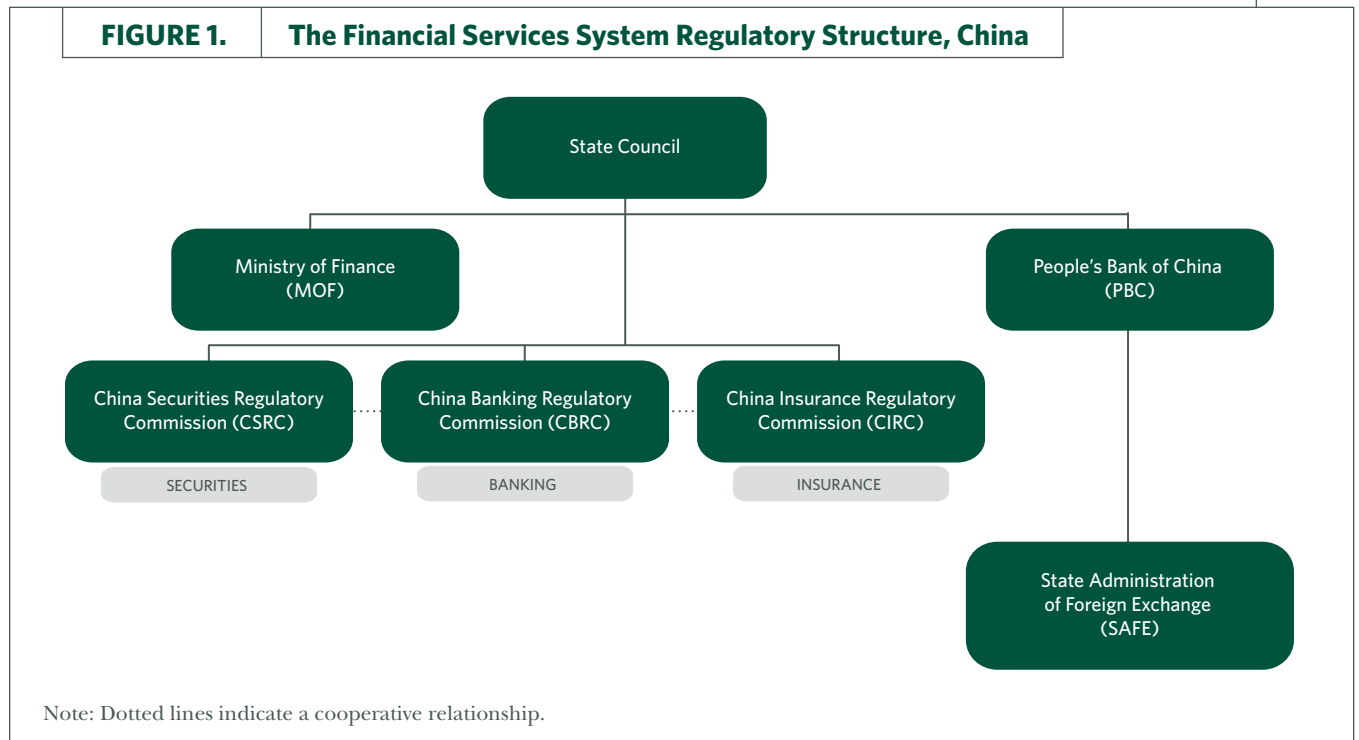 FIGURE 1. The Financial Services System Regulatory Structure, China
State Council
Ministry of Finance
(MOF)
People’s Bank of China
(PBC)
China Securities Regulatory
Commission (CSRC)
China Banking Regulatory
Commission (CBRC)
China Insurance Regulatory
Commission (CIRC)
SECURITIES
BANKING
INSURANCE
State Administration
of Foreign Exchange
(SAFE)
Note: Dotted lines indicate a cooperative relationship.